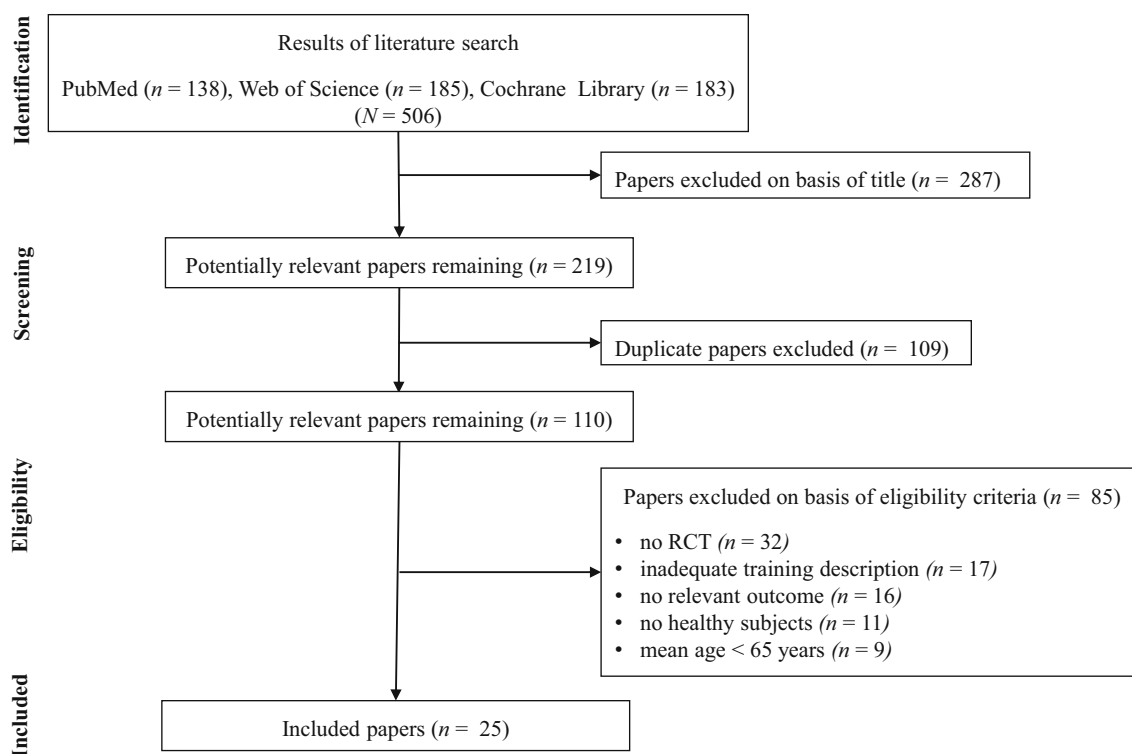 Identification
Results of literature search
PubMed (n = 138), Web of Science (n = 185), Cochrane Library (n = 183)
(N = 506)
Papers excluded on basis of title (n = 287)
Screening
Potentially relevant papers remaining (n = 219)
Duplicate papers excluded (n = 109)
Potentially relevant papers remaining (n = 110)
Eligibility
Papers excluded on basis of eligibility criteria (n = 85)
• no RCT (n = 32)
• inadequate training description (n = 17)
• no relevant outcome (n = 16)
• no healthy subjects (n = 11)
• mean age < 65 years (n = 9)
Included
Included papers (n = 25)